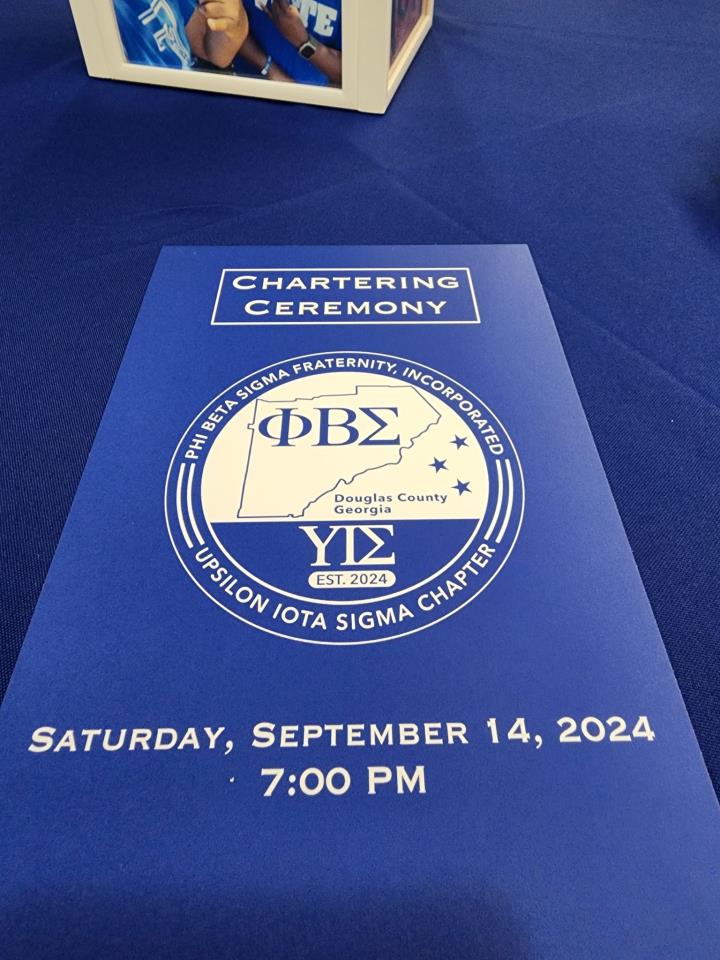 CHARTERING
CEREMONY
PHI BETA SIGMA FRATERNITY, INCORPORATED
ΦΒΣ
Douglas County
Georgia
ΥΙΣ
EST. 2024
UPSILON IOTA SIGMA CHAPTER
SATURDAY, SEPTEMBER 14, 2024
7:00 PM